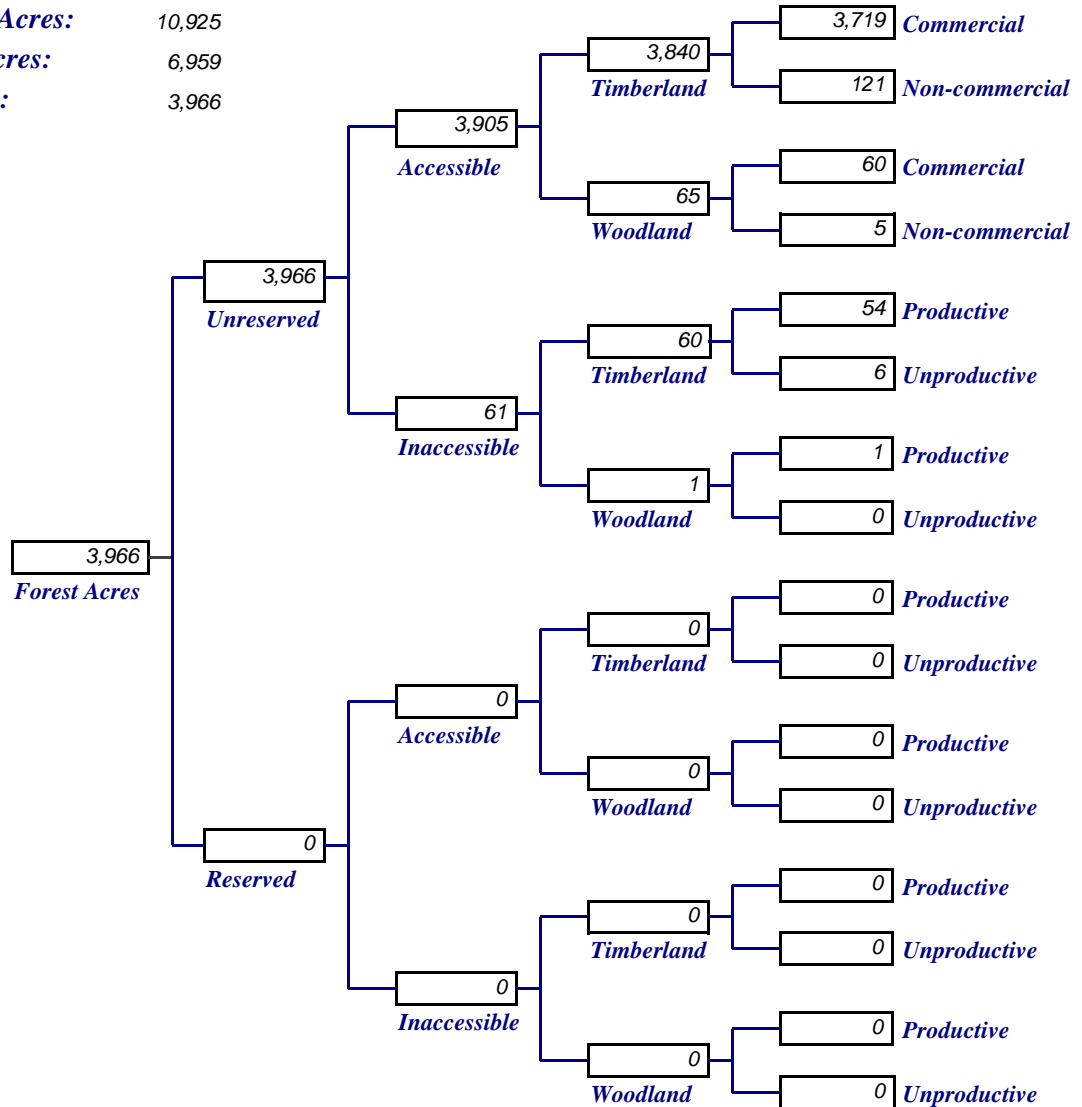 Acres: 10,925
cres: 6,959
: 3,966
3,719 Commercial
3,840
Timberland
121 Non-commercial
3,905
Accessible
60 Commercial
65
Woodland
5 Non-commercial
3,966
Unreserved
54 Productive
60
Timberland
6 Unproductive
61
Inaccessible
1 Productive
1
Woodland
0 Unproductive
3,966
Forest Acres
0 Productive
0
Timberland
0 Unproductive
0
Accessible
0 Productive
0
Woodland
0 Unproductive
0
Reserved
0 Productive
0
Timberland
0 Unproductive
0
Inaccessible
0 Productive
0
Woodland
0 Unproductive